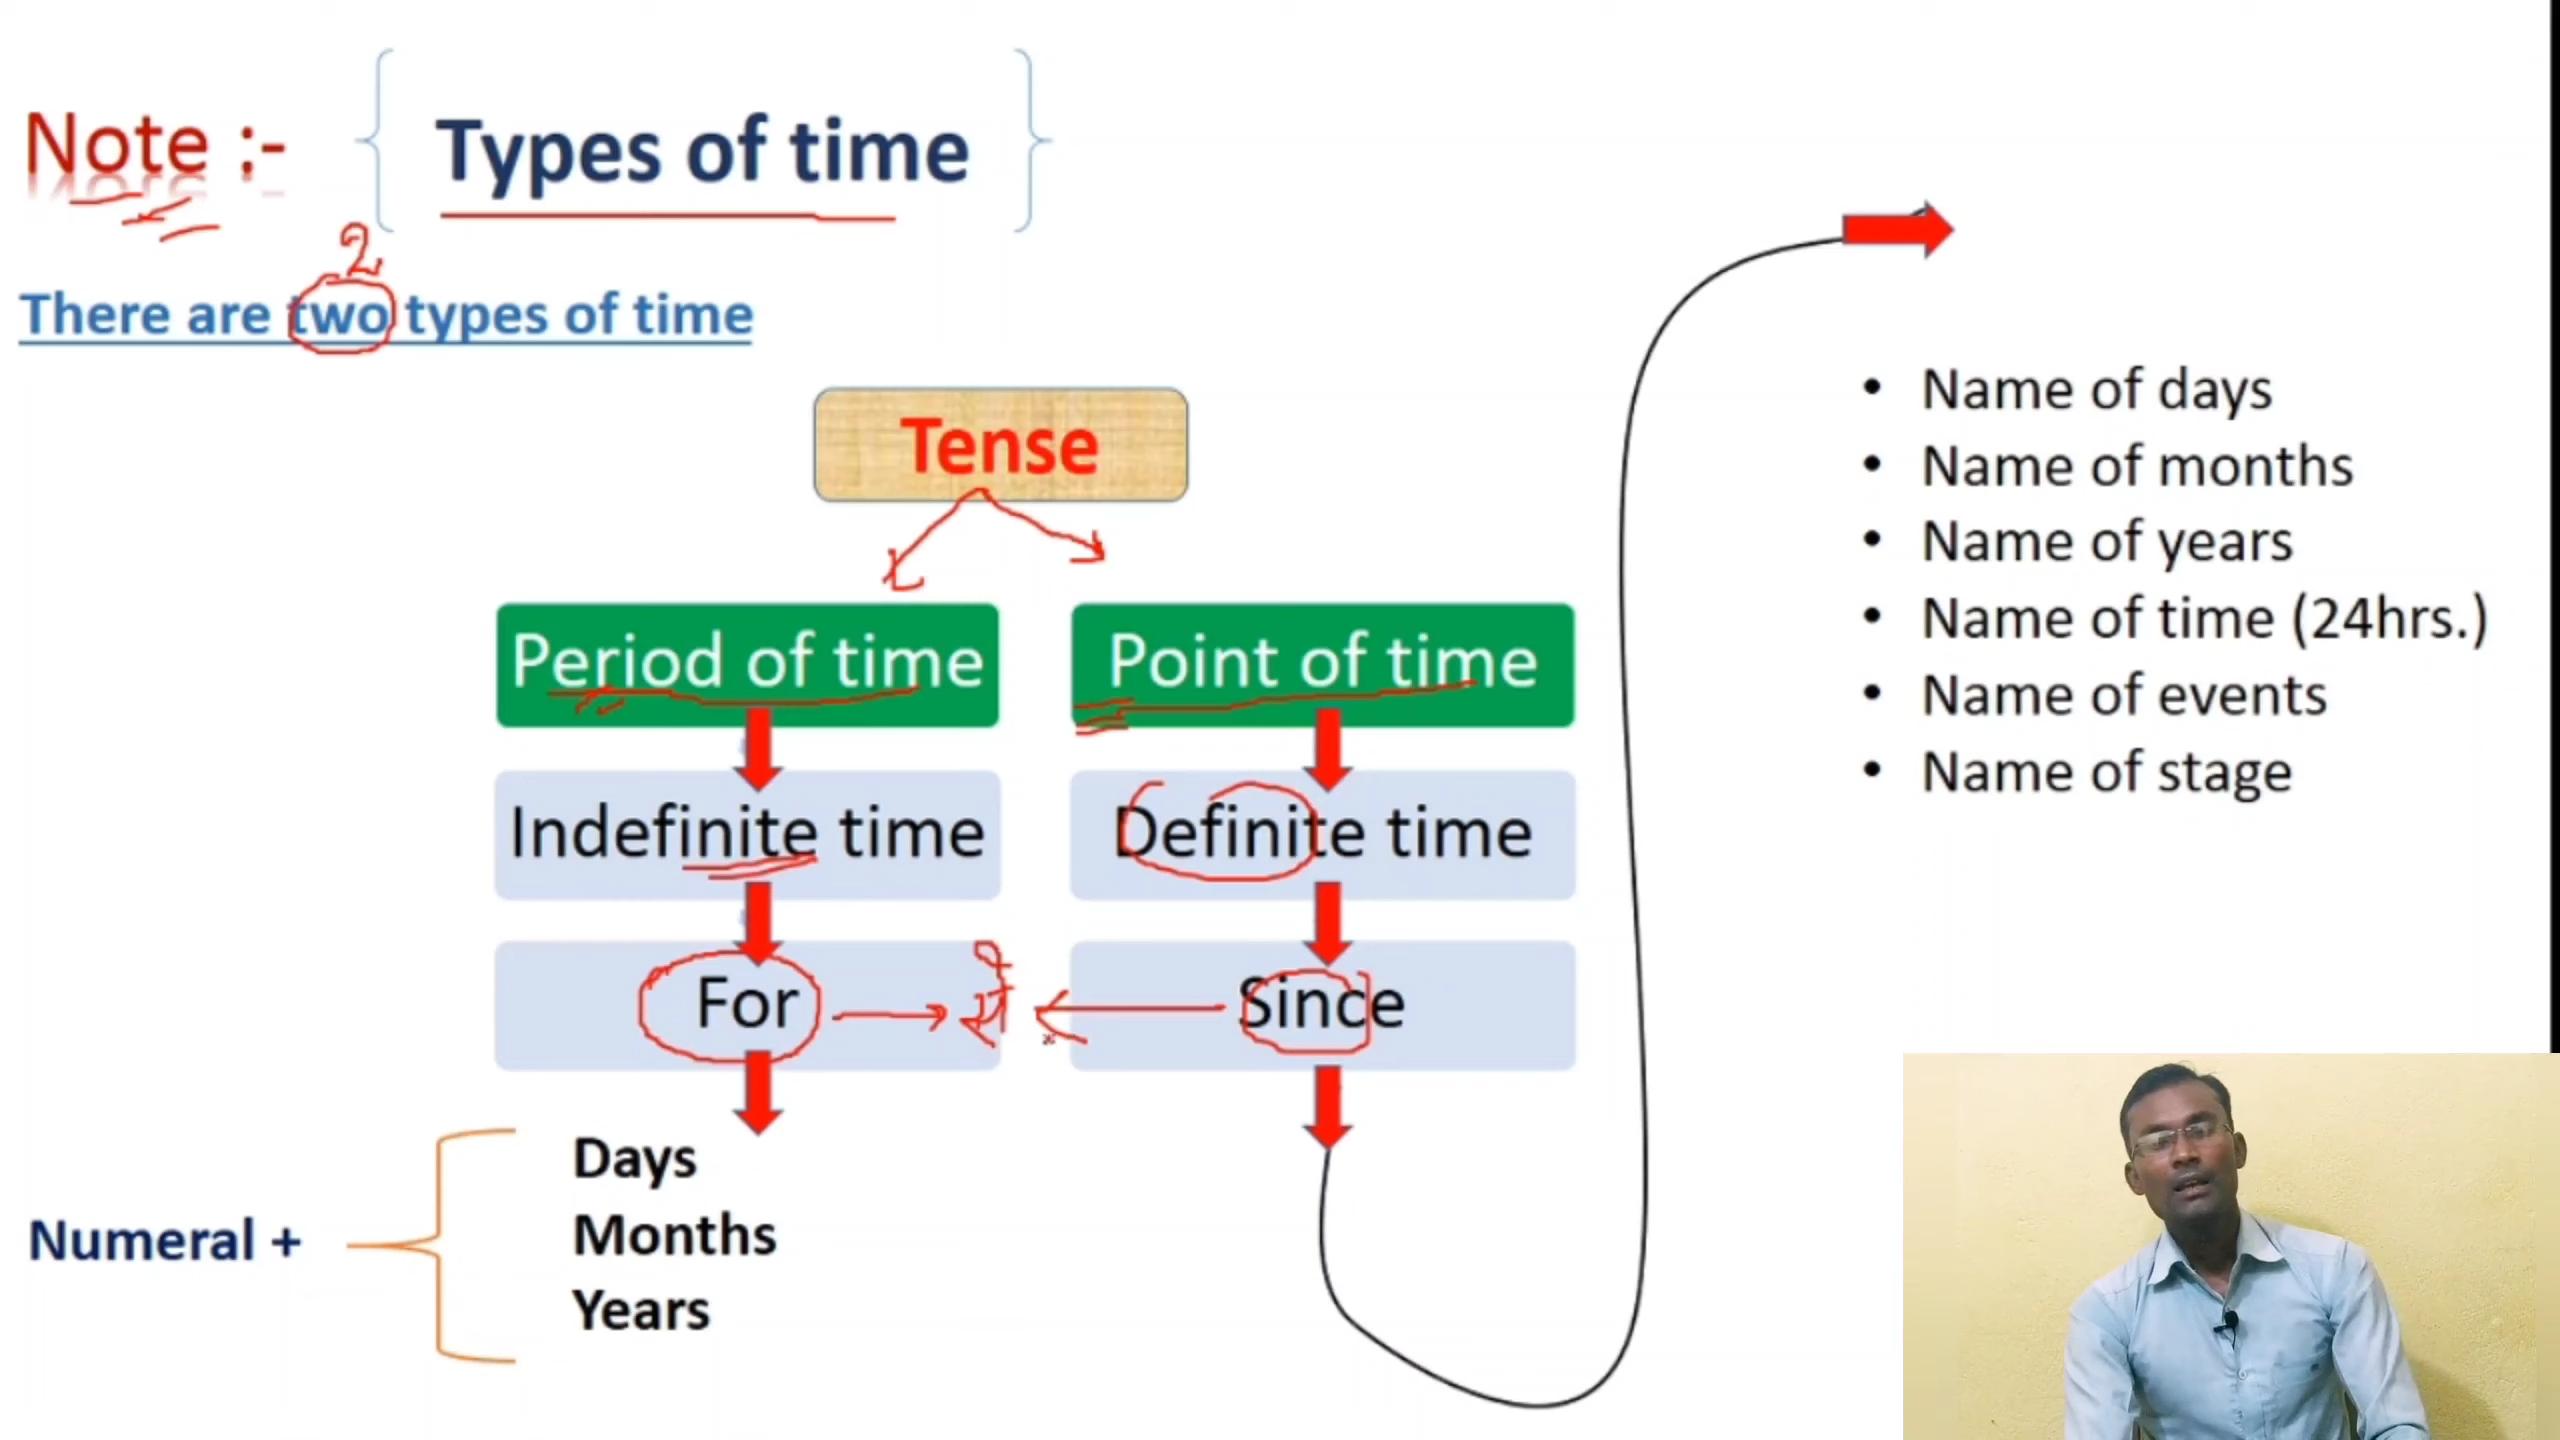 Note :-
Types of time
2
There are two types of time
Tense
Period of time
Point of time
Indefinite time
Definite time
For
Since
Numeral +
Days
Months
Years
• Name of days
• Name of months
• Name of years
• Name of time (24hrs.)
• Name of events
• Name of stage